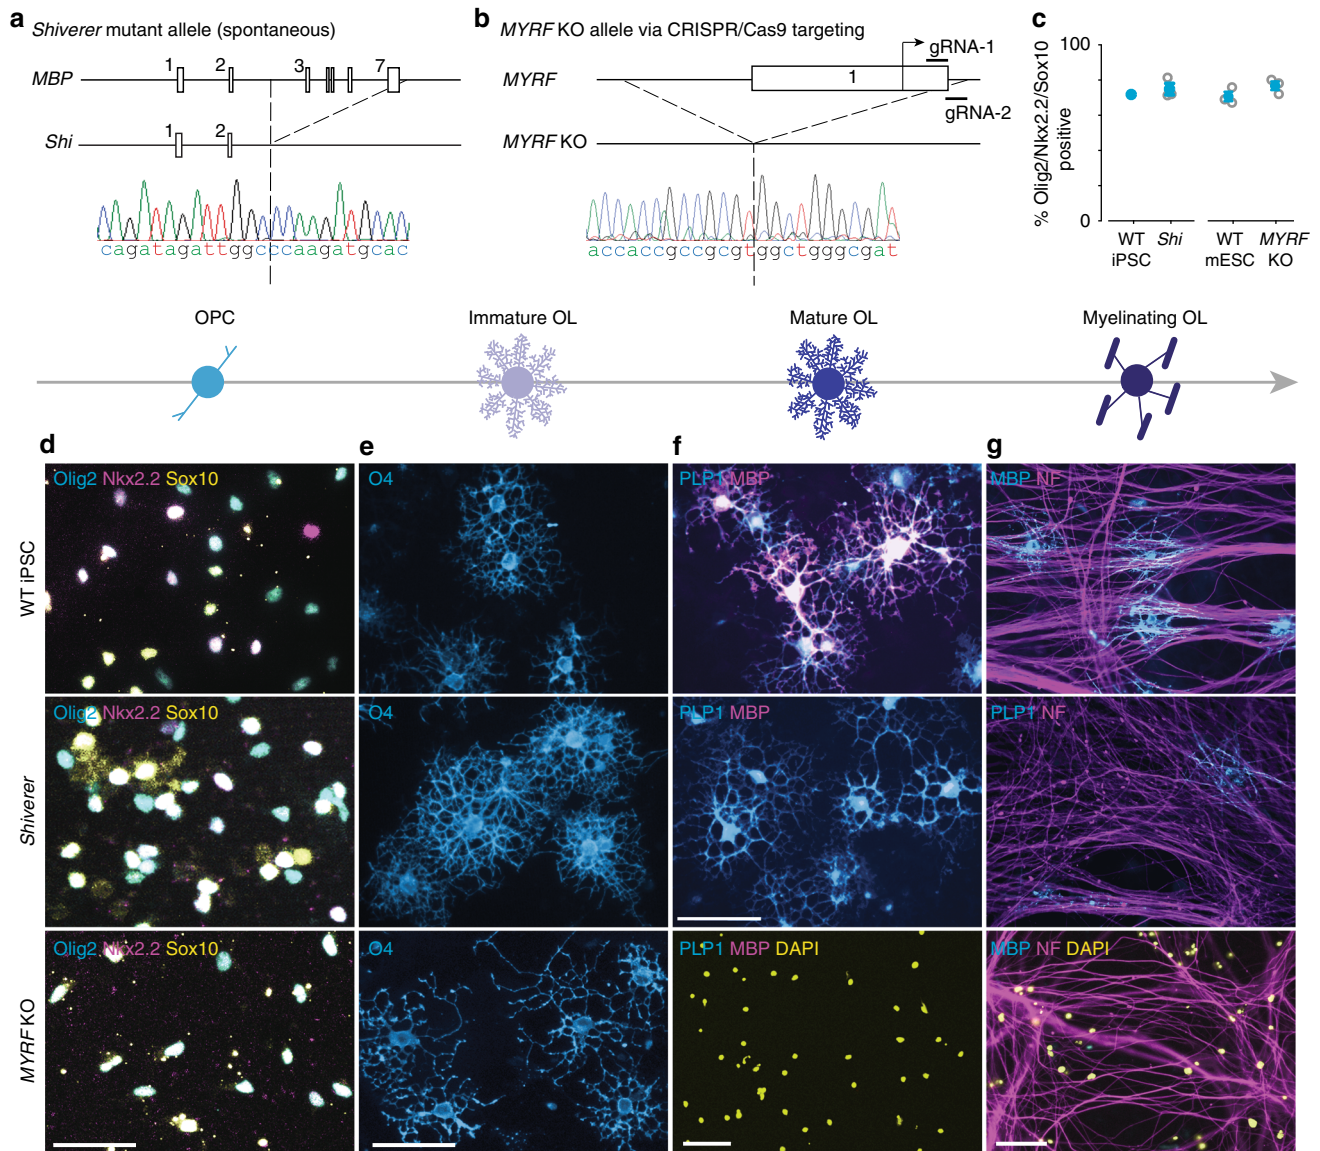 a Shiverer mutant allele (spontaneous)
MBP 1 2 3 7
Shi 1 2
cagatagattggcccaagatgcac
b MYRF KO allele via CRISPR/Cas9 targeting
gRNA-1
MYRF 1
gRNA-2
MYRF KO
accaccgccgcgtggctgggcgat
c
100
% Olig2/Nkx2.2/Sox10
positive
0
WT
iPSC
Shi
WT
mESC
MYRF
KO
OPC
Immature OL
Mature OL
Myelinating OL
d
e
f
g
WT iPSC
Olig2 Nkx2.2 Sox10
O4
PLP1 MBP
MBP NF
Shiverer
Olig2 Nkx2.2 Sox10
O4
PLP1 MBP
PLP1 NF
MYRF KO
Olig2 Nkx2.2 Sox10
O4
PLP1 MBP DAPI
MBP NF DAPI